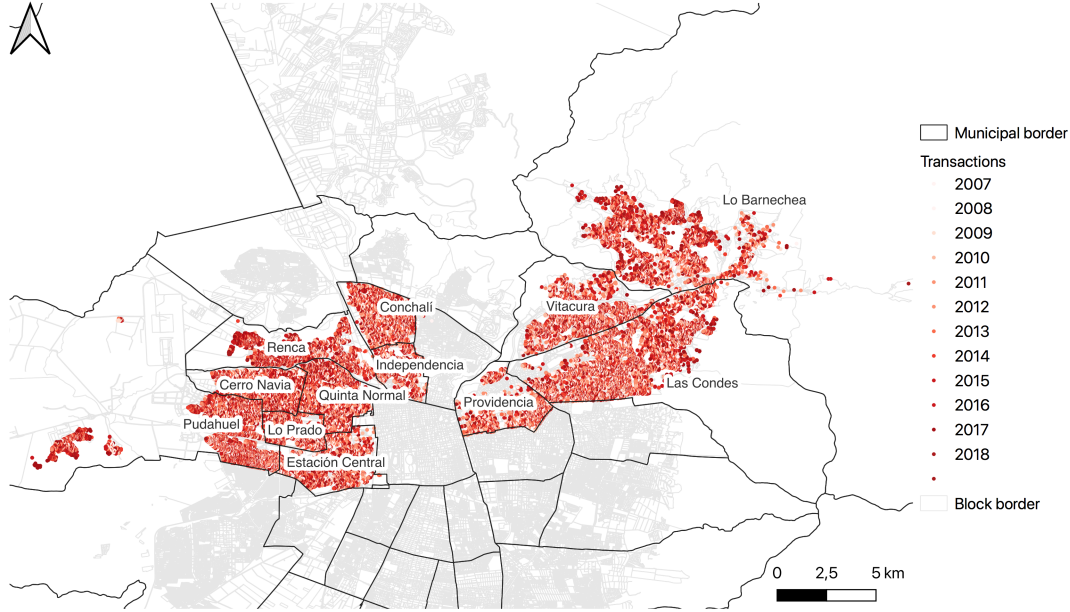 Lo Barnechea
Vitacura
Conchalí
Renca
Independencia
Cerro Navia
Quinta Normal
Las Condes
Providencia
Pudahuel
Lo Prado
Estación Central
Municipal border
Transactions
2007
2008
2009
2010
2011
2012
2013
2014
2015
2016
2017
2018
Block border
0 2,5 5 km